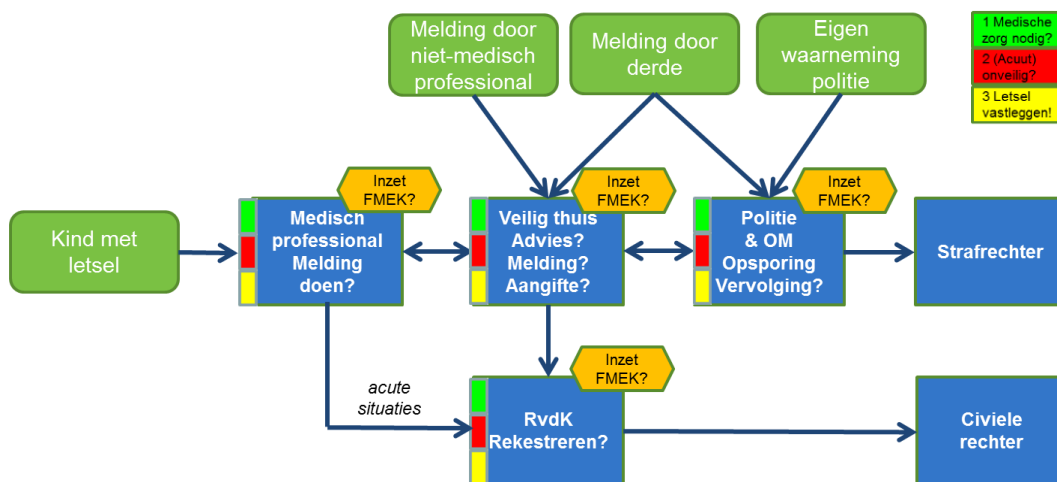 Melding door
niet-medisch
professional
Melding door
derde
Eigen
waarneming
politie
1 Medische
zorg nodig?
2 (Acuut)
onveilig?
3 Letsel
vastleggen!
Kind met
letsel
Inzet
FMEK?
Medisch
professional
Melding
doen?
Inzet
FMEK?
Veilig thuis
Advies?
Melding?
Aangifte?
Inzet
FMEK?
Politie
& OM
Opsporing
Vervolging?
Strafrechter
acute
situaties
Inzet
FMEK?
RvdK
Rekestreren?
Civiele
rechter